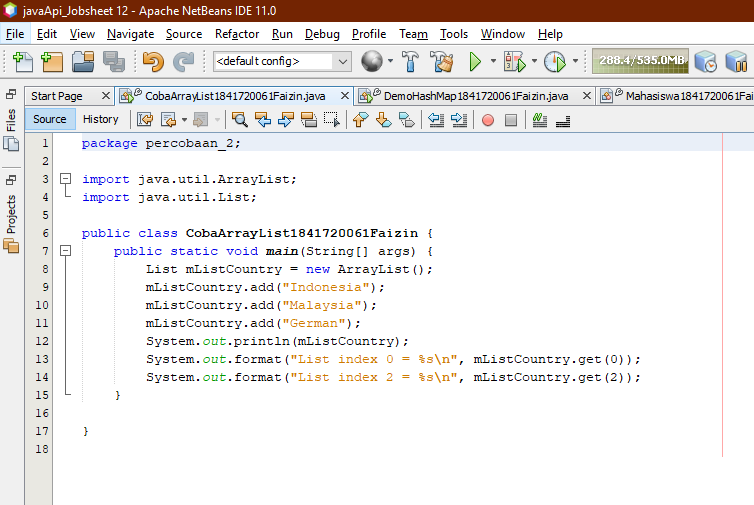 javaApi_Jobsheet 12 - Apache NetBeans IDE 11.0
File Edit View Navigate Source Refactor Run Debug Profile Team Tools Window Help
<default config> 288.4/535.0MB
Start Page CobaArrayList1841720061Faizin.java DemoHashMap1841720061Faizin.java Mahasiswa1841720061Fai
Files
Projects
Source History
1 package percobaan_2;
2
3 import java.util.ArrayList;
4 import java.util.List;
5
6 public class CobaArrayList1841720061Faizin {
7 public static void main(String[] args) {
8 List mListCountry = new ArrayList();
9 mListCountry.add("Indonesia");
10 mListCountry.add("Malaysia");
11 mListCountry.add("German");
12 System.out.println(mListCountry);
13 System.out.format("List index 0 = %s\n", mListCountry.get(0));
14 System.out.format("List index 2 = %s\n", mListCountry.get(2));
15 }
16
17 }
18